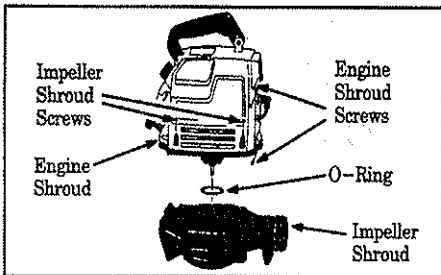 Impeller
Shroud
Screws
Engine
Shroud
Screws
Engine
Shroud
O-Ring
Impeller
Shroud